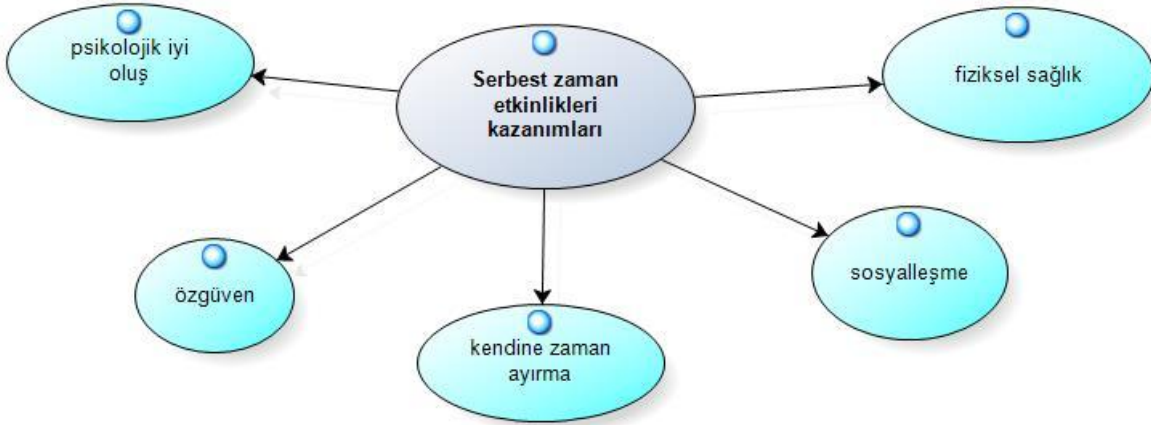 psikolojik iyi
oluş
Serbest zaman
etkinlikleri
kazanımları
fiziksel sağlık
özgüven
kendine zaman
ayırma
sosyalleşme